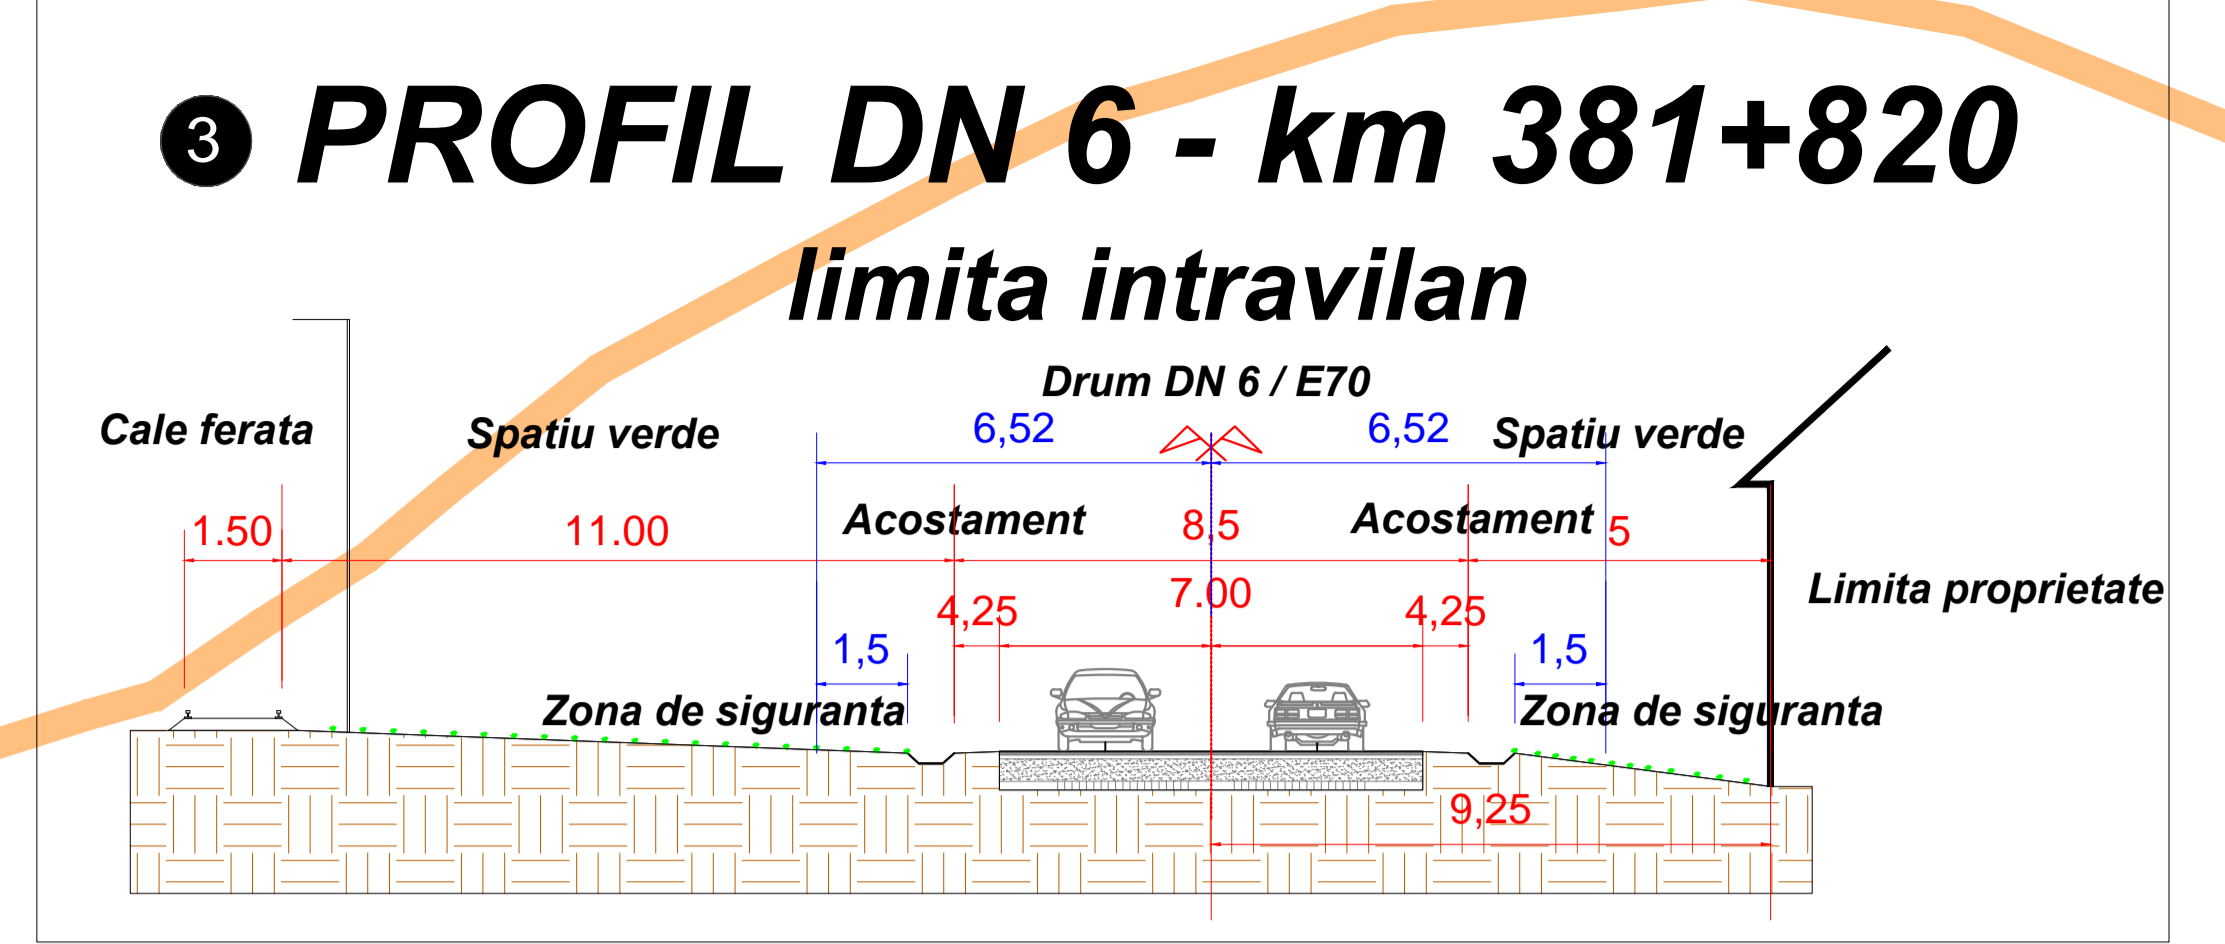 3 PROFIL DN 6 - km 381+820
limita intravilan
Drum DN 6 / E70
Cale ferata
Spatiu verde
6,52
6,52
Spatiu verde
1.50
11.00
Acostament
8,5
Acostament
5
4,25
7.00
4,25
Limita proprietate
1,5
1,5
Zona de siguranta
Zona de siguranta
9,25